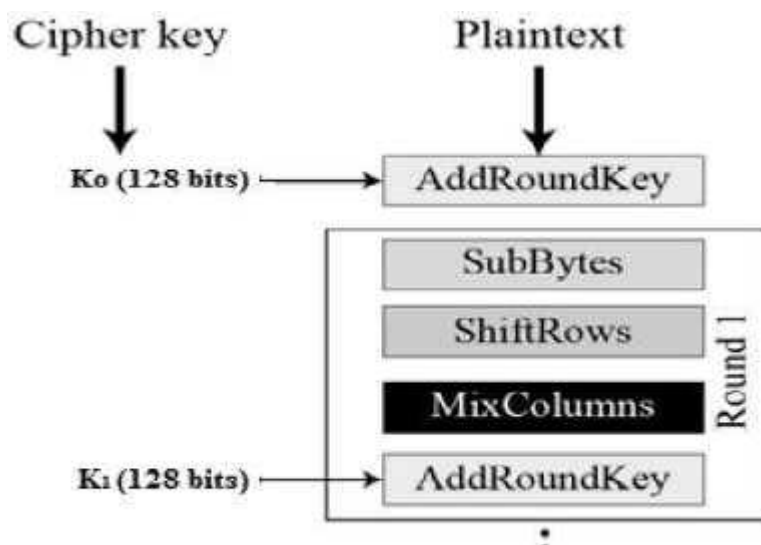 Cipher key
Plaintext
K0 (128 bits)
AddRoundKey
SubBytes
ShiftRows
MixColumns
Round 1
K1 (128 bits)
AddRoundKey